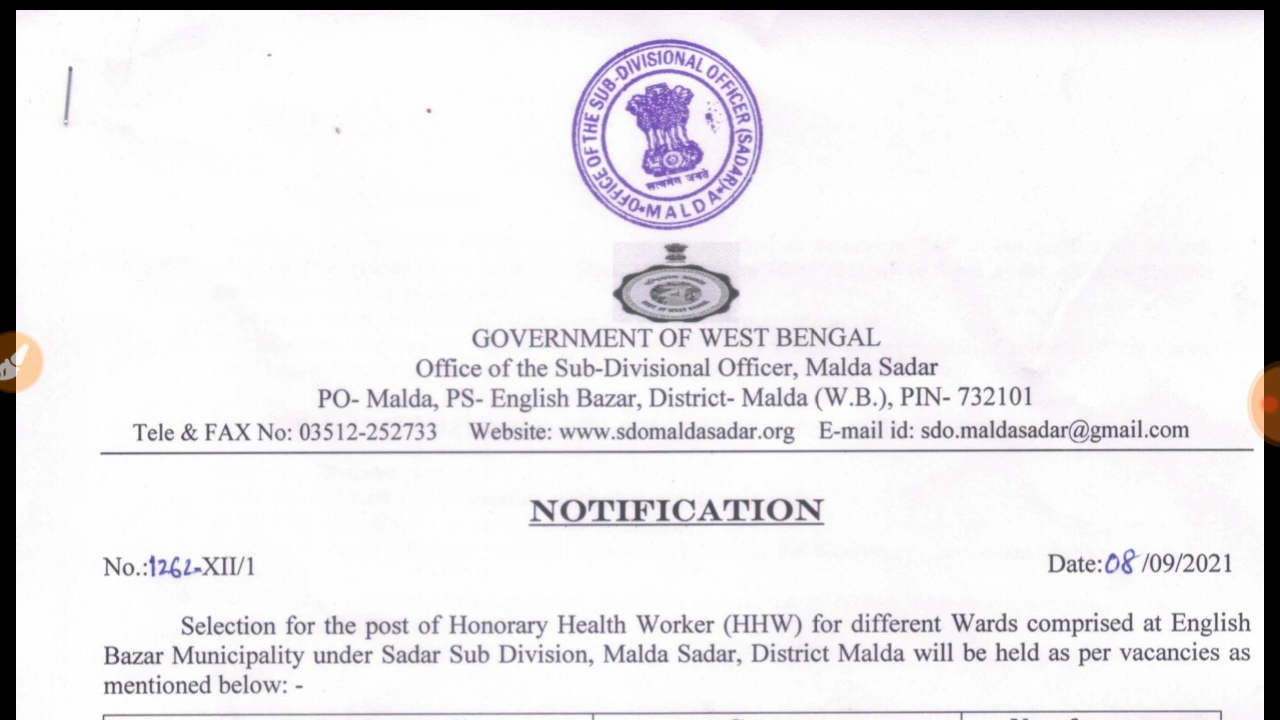 OFFICE OF THE SUB-DIVISIONAL OFFICER (SADAR)
सत्यमेव जयते
MALDA
GOVERNMENT OF WEST BENGAL
Office of the Sub-Divisional Officer, Malda Sadar
PO- Malda, PS- English Bazar, District- Malda (W.B.), PIN- 732101
Tele & FAX No: 03512-252733 Website: www.sdomaldasadar.org E-mail id: sdo.maldasadar@gmail.com
NOTIFICATION
No.:1262-XII/1 Date:08/09/2021
Selection for the post of Honorary Health Worker (HHW) for different Wards comprised at English
Bazar Municipality under Sadar Sub Division, Malda Sadar, District Malda will be held as per vacancies as
mentioned below: -